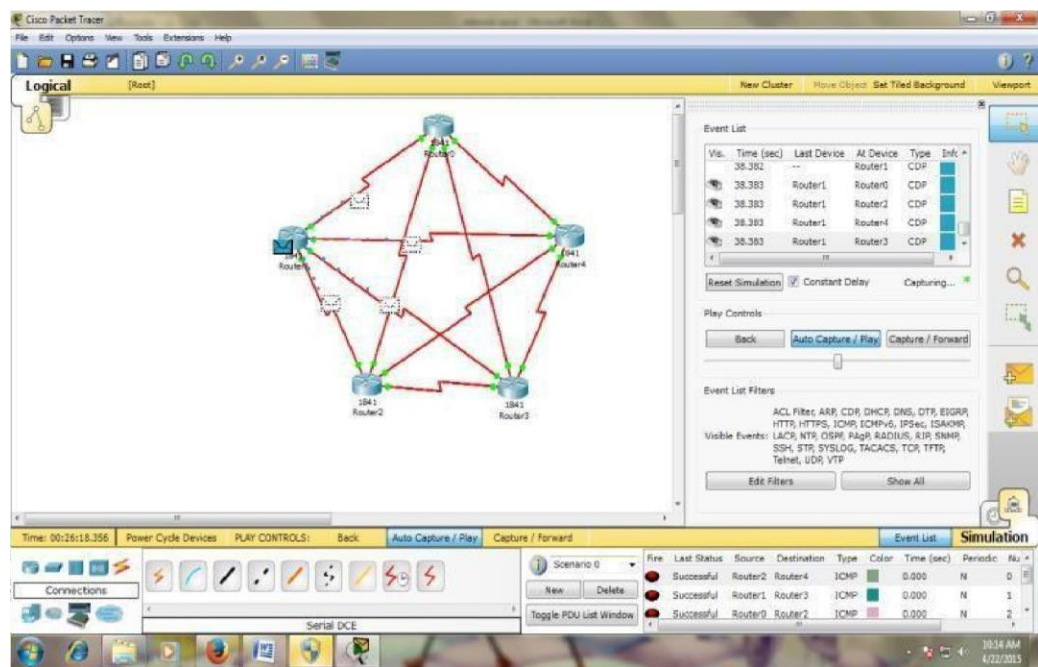 Cisco Packet Tracer
File Edit Options View Tools Extensions Help
Logical [Root] New Cluster Move Object Set Tiled Background Viewport
1841
Router0
1841
Router4
1841
Router2
1841
Router3
Event List
Vis. Time (sec) Last Device At Device Type Info
38.382 -- Router1 CDP
38.383 Router1 Router0 CDP
38.383 Router1 Router2 CDP
38.383 Router1 Router4 CDP
38.383 Router1 Router3 CDP
Reset Simulation Constant Delay Capturing...
Play Controls
Back Auto Capture / Play Capture / Forward
Event List Filters
ACL Filter, ARP, CDP, DHCP, DNS, DTP, EIGRP,
HTTP, HTTPS, ICMP, ICMPv6, IPSec, ISAKMP,
Visible Events: LACP, NTP, OSPF, PAgP, RADIUS, RIP, SNMP,
SSH, STP, SYSLOG, TACACS, TCP, TFTP,
Telnet, UDP, VTP
Edit Filters Show All
Time: 00:26:18.356 Power Cycle Devices PLAY CONTROLS: Back Auto Capture / Play Capture / Forward Event List Simulation
Connections
Serial DCE
Scenario 0
New Delete
Toggle PDU List Window
Fire Last Status Source Destination Type Color Time (sec) Periodic Nu
Successful Router2 Router4 ICMP 0.000 N 0
Successful Router1 Router3 ICMP 0.000 N 1
Successful Router0 Router2 ICMP 0.000 N 2
10:14 AM
4/22/2015